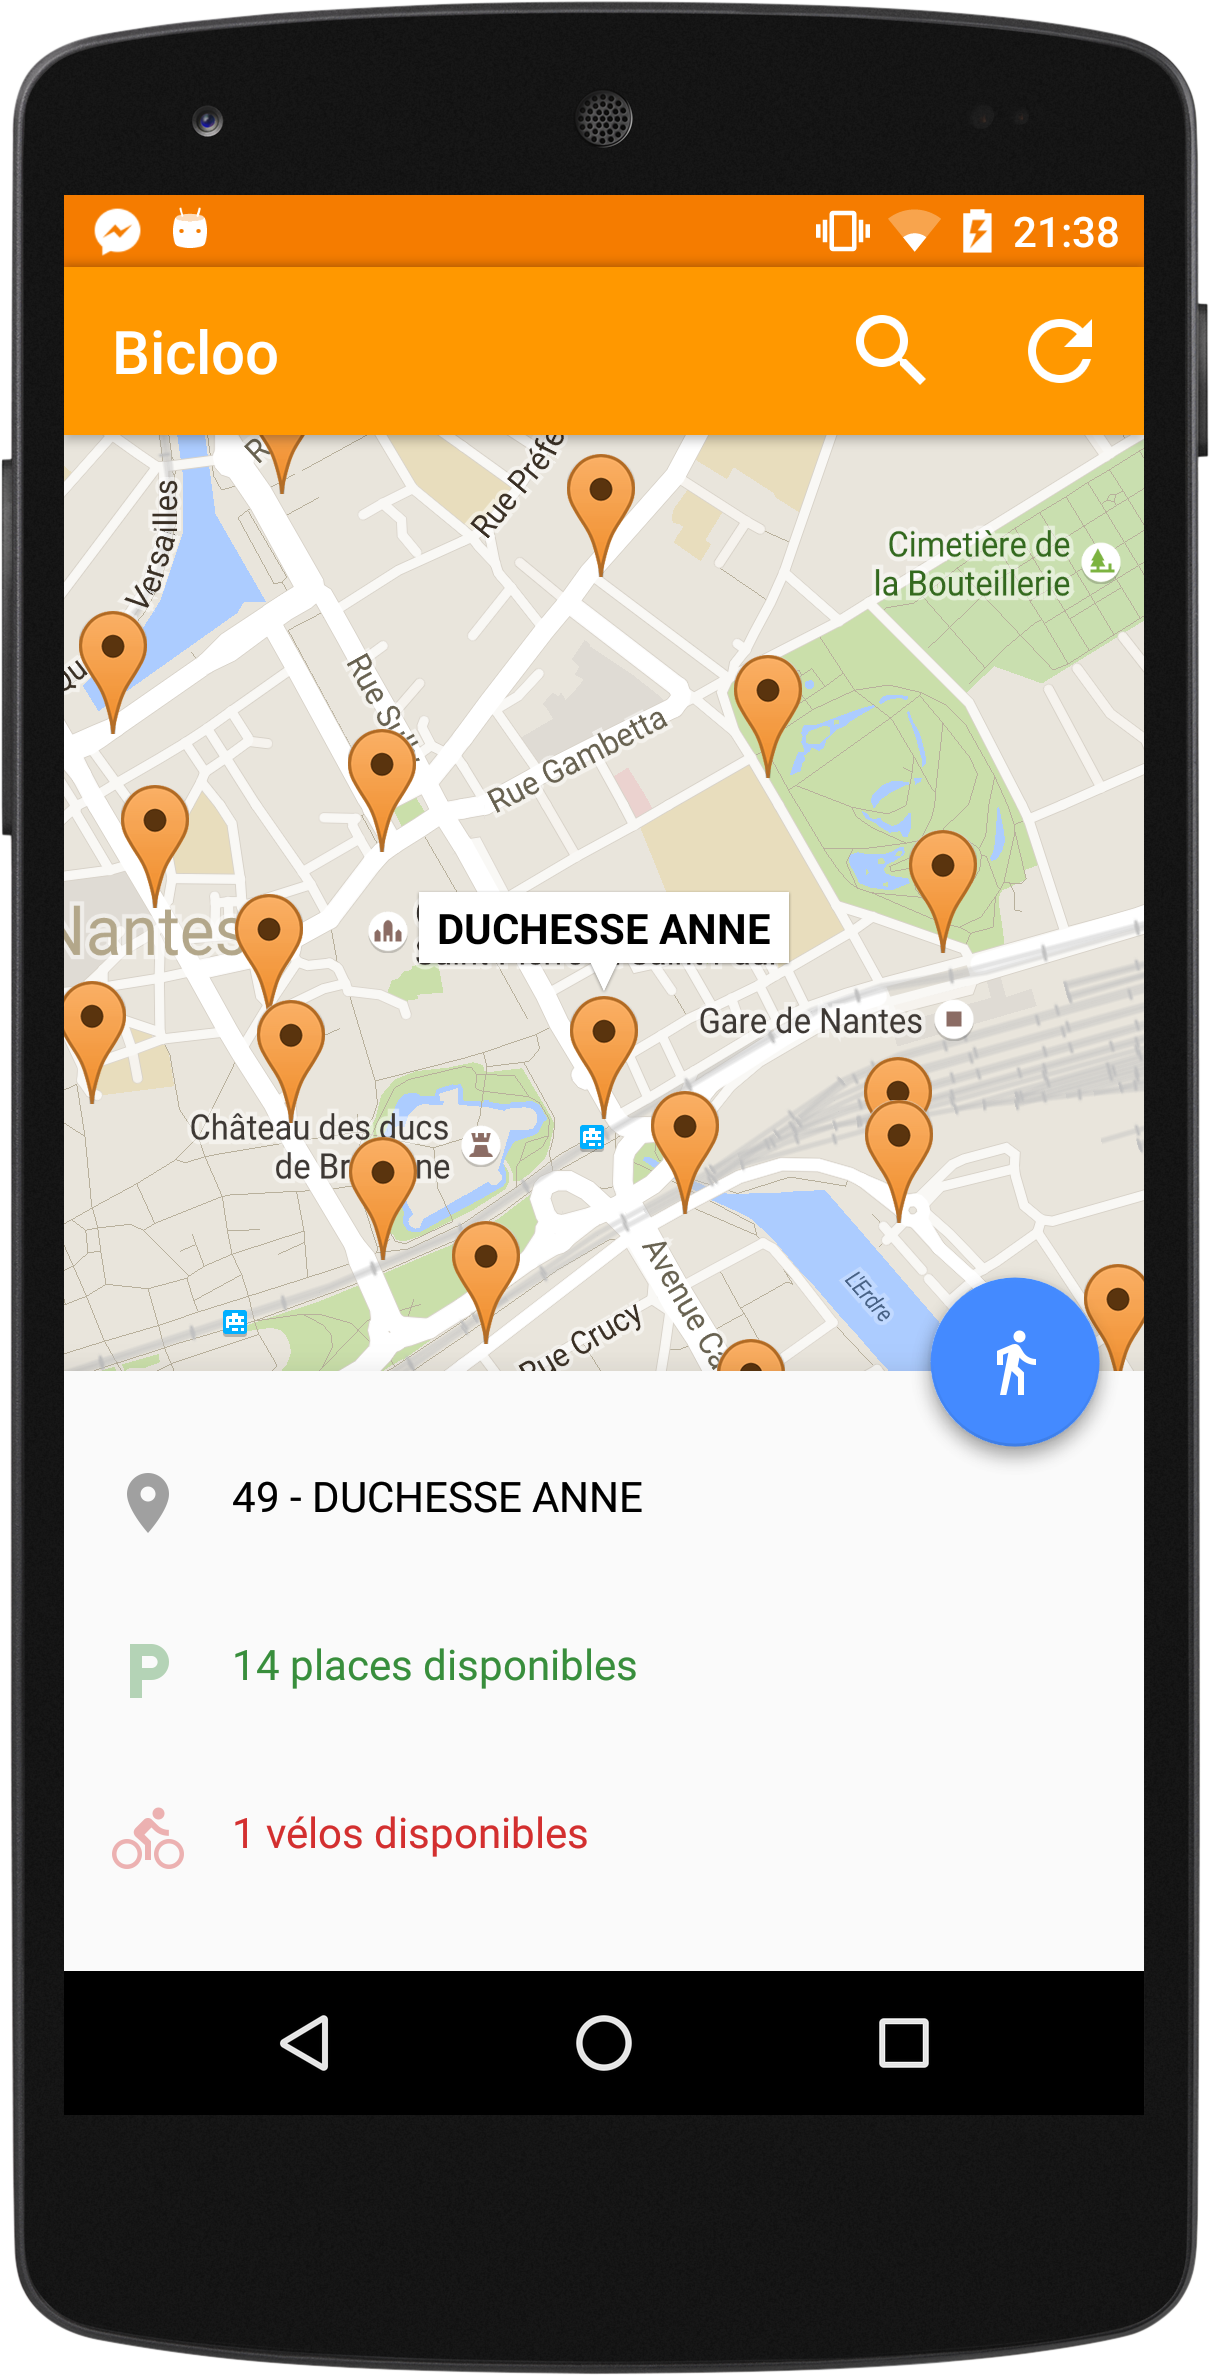 21:38
Bicloo
Versailles
Rue Préfe
Cimetière de
la Bouteillerie
Rue
Rue Gambetta
Nantes
DUCHESSE ANNE
Gare de Nantes
Château des ducs
de Br ne
Avenue Ca
L'Erdre
Rue Crucy
49 - DUCHESSE ANNE
14 places disponibles
1 vélos disponibles